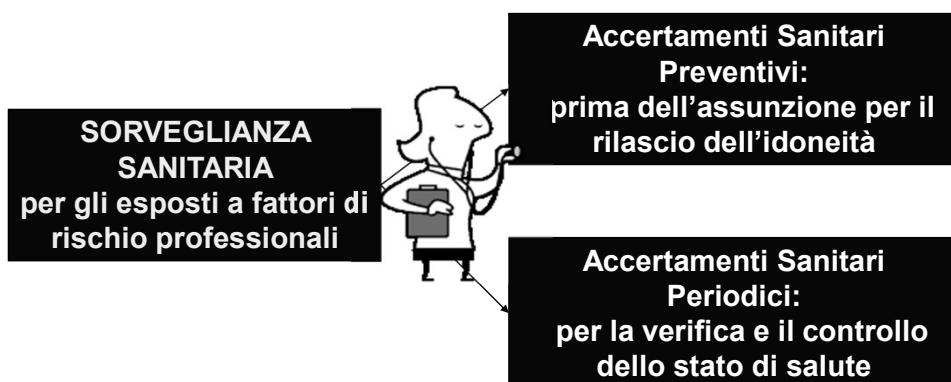 SORVEGLIANZA
SANITARIA
per gli esposti a fattori di
rischio professionali
Accertamenti Sanitari
Preventivi:
prima dell’assunzione per il
rilascio dell’idoneità
Accertamenti Sanitari
Periodici:
per la verifica e il controllo
dello stato di salute